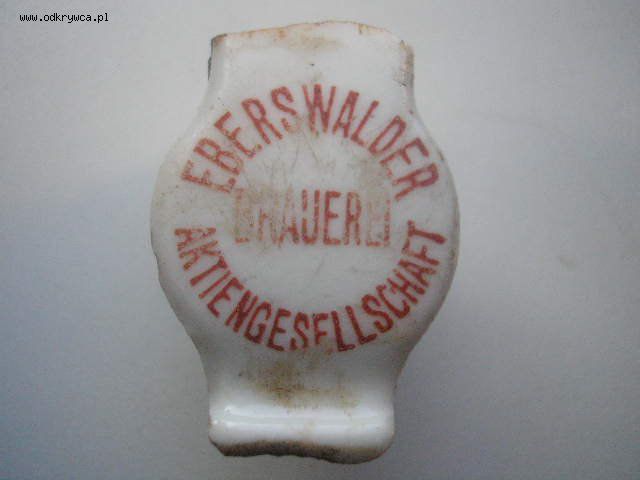 www.odkrywca.pl
EBERSWALDER
BRAUEREI
AKTIENGESELLSCHAFT